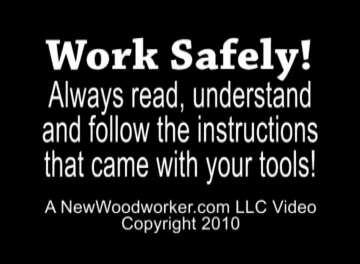 Work Safely!
Always read, understand
and follow the instructions
that came with your tools!
A NewWoodworker.com LLC Video
Copyright 2010